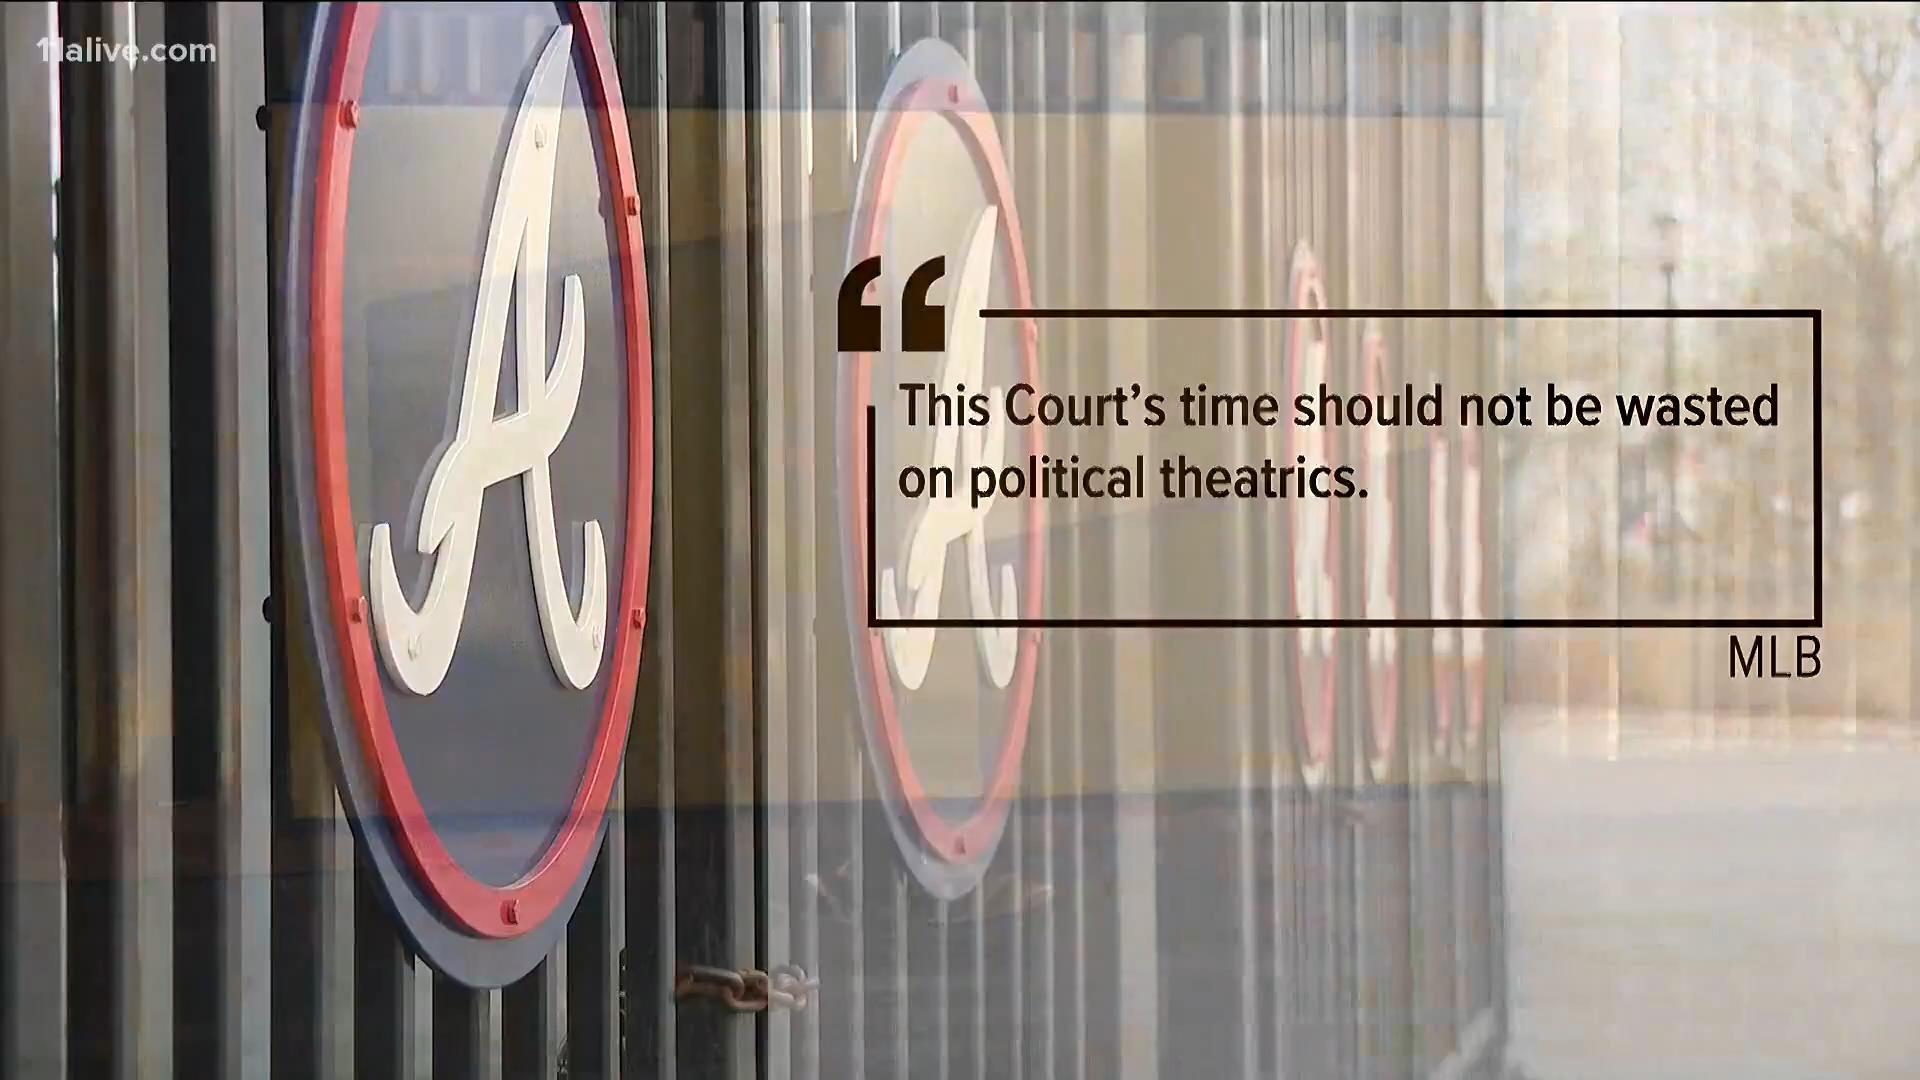 11alive.com
A
A
“
This Court’s time should not be wasted
on political theatrics.
MLB